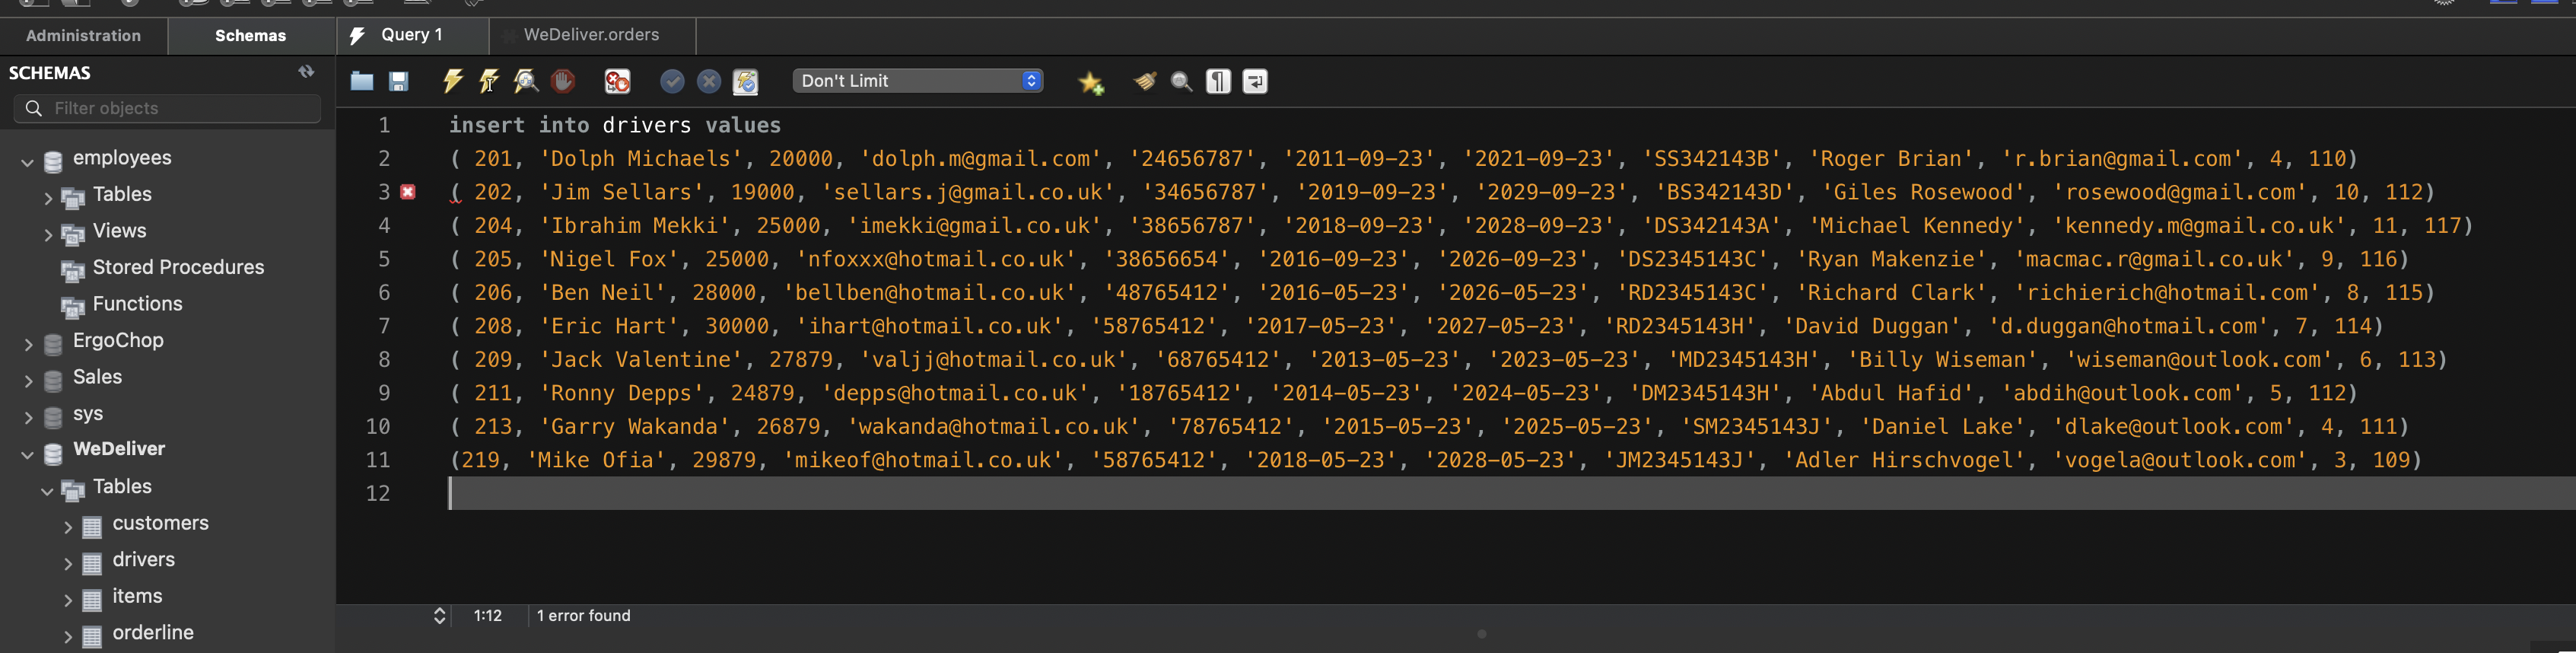 Administration
Schemas
Query 1
WeDeliver.orders
SCHEMAS
Filter objects
employees
Tables
Views
Stored Procedures
Functions
ErgoChop
Sales
sys
WeDeliver
Tables
customers
drivers
items
orderline
Don't Limit
1 insert into drivers values
2 ( 201, 'Dolph Michaels', 20000, 'dolph.m@gmail.com', '24656787', '2011-09-23', '2021-09-23', 'SS342143B', 'Roger Brian', 'r.brian@gmail.com', 4, 110)
3 ( 202, 'Jim Sellars', 19000, 'sellars.j@gmail.co.uk', '34656787', '2019-09-23', '2029-09-23', 'BS342143D', 'Giles Rosewood', 'rosewood@gmail.com', 10, 112)
4 ( 204, 'Ibrahim Mekki', 25000, 'imekki@gmail.co.uk', '38656787', '2018-09-23', '2028-09-23', 'DS342143A', 'Michael Kennedy', 'kennedy.m@gmail.co.uk', 11, 117)
5 ( 205, 'Nigel Fox', 25000, 'nfoxxx@hotmail.co.uk', '38656654', '2016-09-23', '2026-09-23', 'DS2345143C', 'Ryan Makenzie', 'macmac.r@gmail.co.uk', 9, 116)
6 ( 206, 'Ben Neil', 28000, 'bellben@hotmail.co.uk', '48765412', '2016-05-23', '2026-05-23', 'RD2345143C', 'Richard Clark', 'richierich@hotmail.com', 8, 115)
7 ( 208, 'Eric Hart', 30000, 'ihart@hotmail.co.uk', '58765412', '2017-05-23', '2027-05-23', 'RD2345143H', 'David Duggan', 'd.duggan@hotmail.com', 7, 114)
8 ( 209, 'Jack Valentine', 27879, 'valjj@hotmail.co.uk', '68765412', '2013-05-23', '2023-05-23', 'MD2345143H', 'Billy Wiseman', 'wiseman@outlook.com', 6, 113)
9 ( 211, 'Ronny Depps', 24879, 'depps@hotmail.co.uk', '18765412', '2014-05-23', '2024-05-23', 'DM2345143H', 'Abdul Hafid', 'abdih@outlook.com', 5, 112)
10 ( 213, 'Garry Wakanda', 26879, 'wakanda@hotmail.co.uk', '78765412', '2015-05-23', '2025-05-23', 'SM2345143J', 'Daniel Lake', 'dlake@outlook.com', 4, 111)
11 (219, 'Mike Ofia', 29879, 'mikeof@hotmail.co.uk', '58765412', '2018-05-23', '2028-05-23', 'JM2345143J', 'Adler Hirschvogel', 'vogela@outlook.com', 3, 109)
12
1:12
1 error found